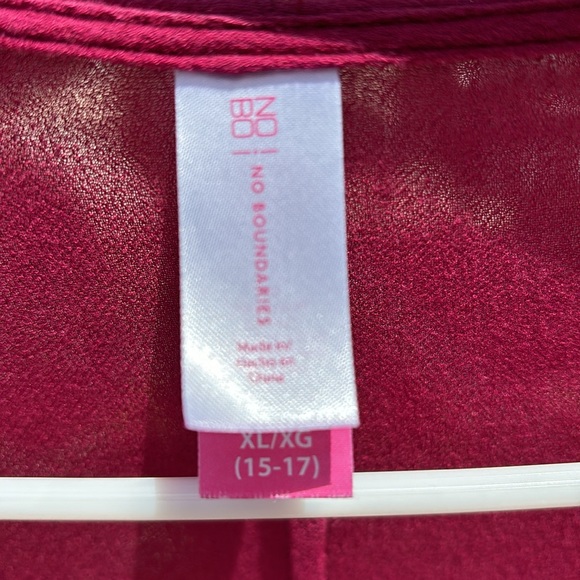 NO
BO
NO BOUNDARIES
Made in/
Hecho en
China
XL/XG
(15-17)